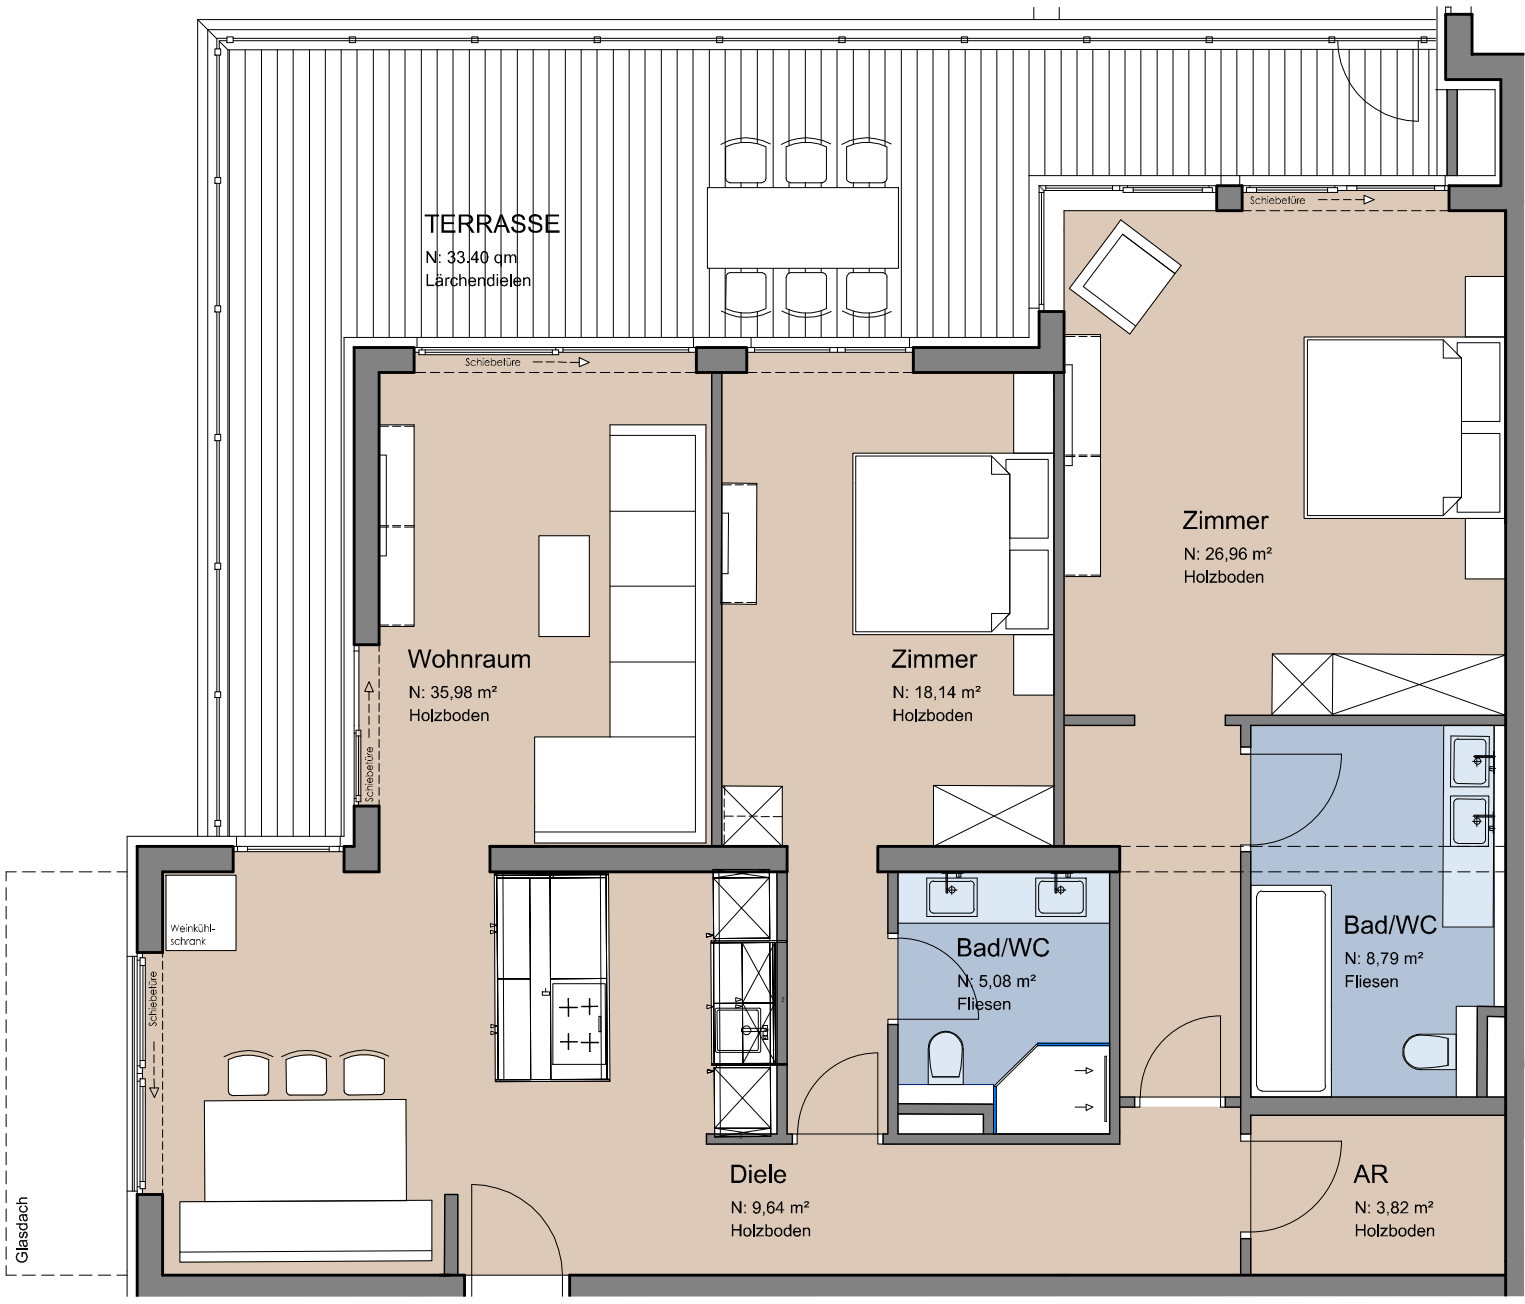 TERRASSE
N: 33.40 qm
Lärchendielen
Schiebetüre
Schiebetüre
Zimmer
N: 26,96 m²
Holzboden
Wohnraum
N: 35,98 m²
Holzboden
Zimmer
N: 18,14 m²
Holzboden
Schiebetüre
Weinkühl-
schrank
Bad/WC
N: 5,08 m²
Fliesen
Bad/WC
N: 8,79 m²
Fliesen
Schiebetüre
Diele
N: 9,64 m²
Holzboden
AR
N: 3,82 m²
Holzboden
Glasdach